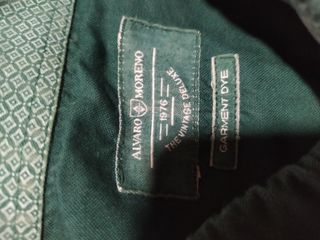 ALVARO MORENO
1976
THE VINTAGE DELUXE
GARMENT DYE